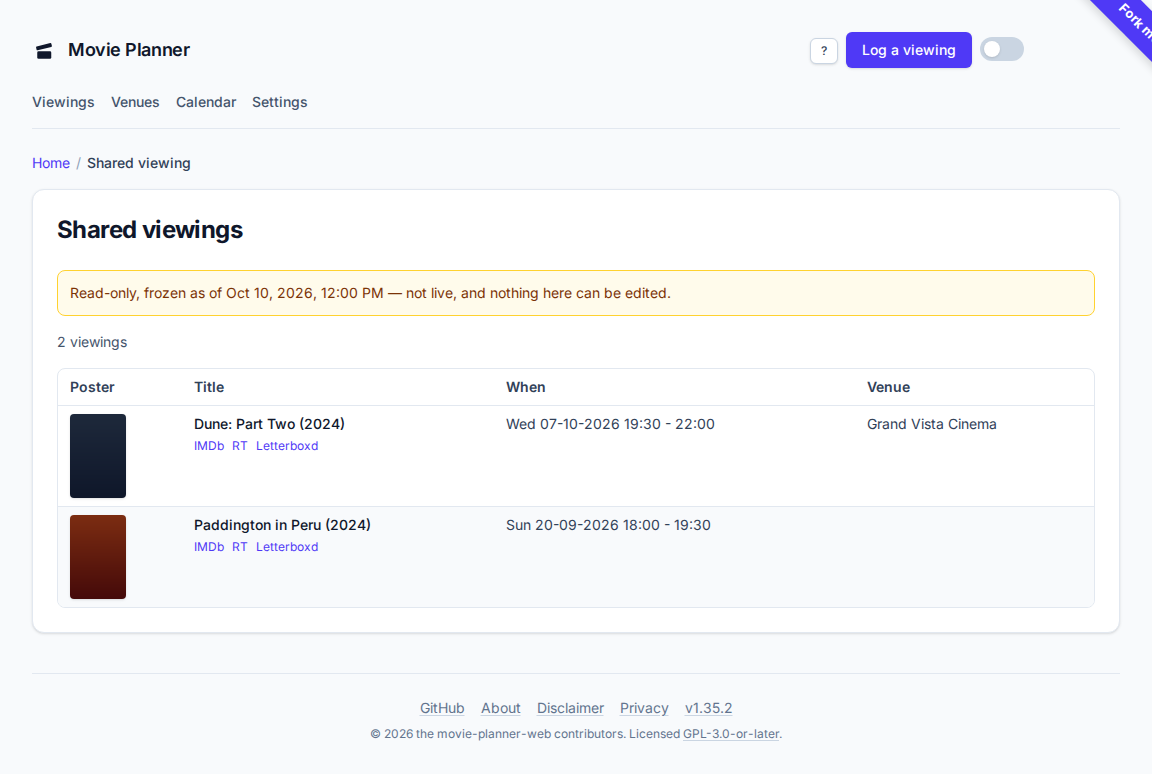 Movie Planner
?
Log a viewing
Fork m
Viewings Venues Calendar Settings
Home / Shared viewing
Shared viewings
Read-only, frozen as of Oct 10, 2026, 12:00 PM — not live, and nothing here can be edited.
2 viewings
Poster Title When Venue
Dune: Part Two (2024) Wed 07-10-2026 19:30 - 22:00 Grand Vista Cinema
IMDb RT Letterboxd
Paddington in Peru (2024) Sun 20-09-2026 18:00 - 19:30
IMDb RT Letterboxd
GitHub About Disclaimer Privacy v1.35.2
© 2026 the movie-planner-web contributors. Licensed GPL-3.0-or-later.